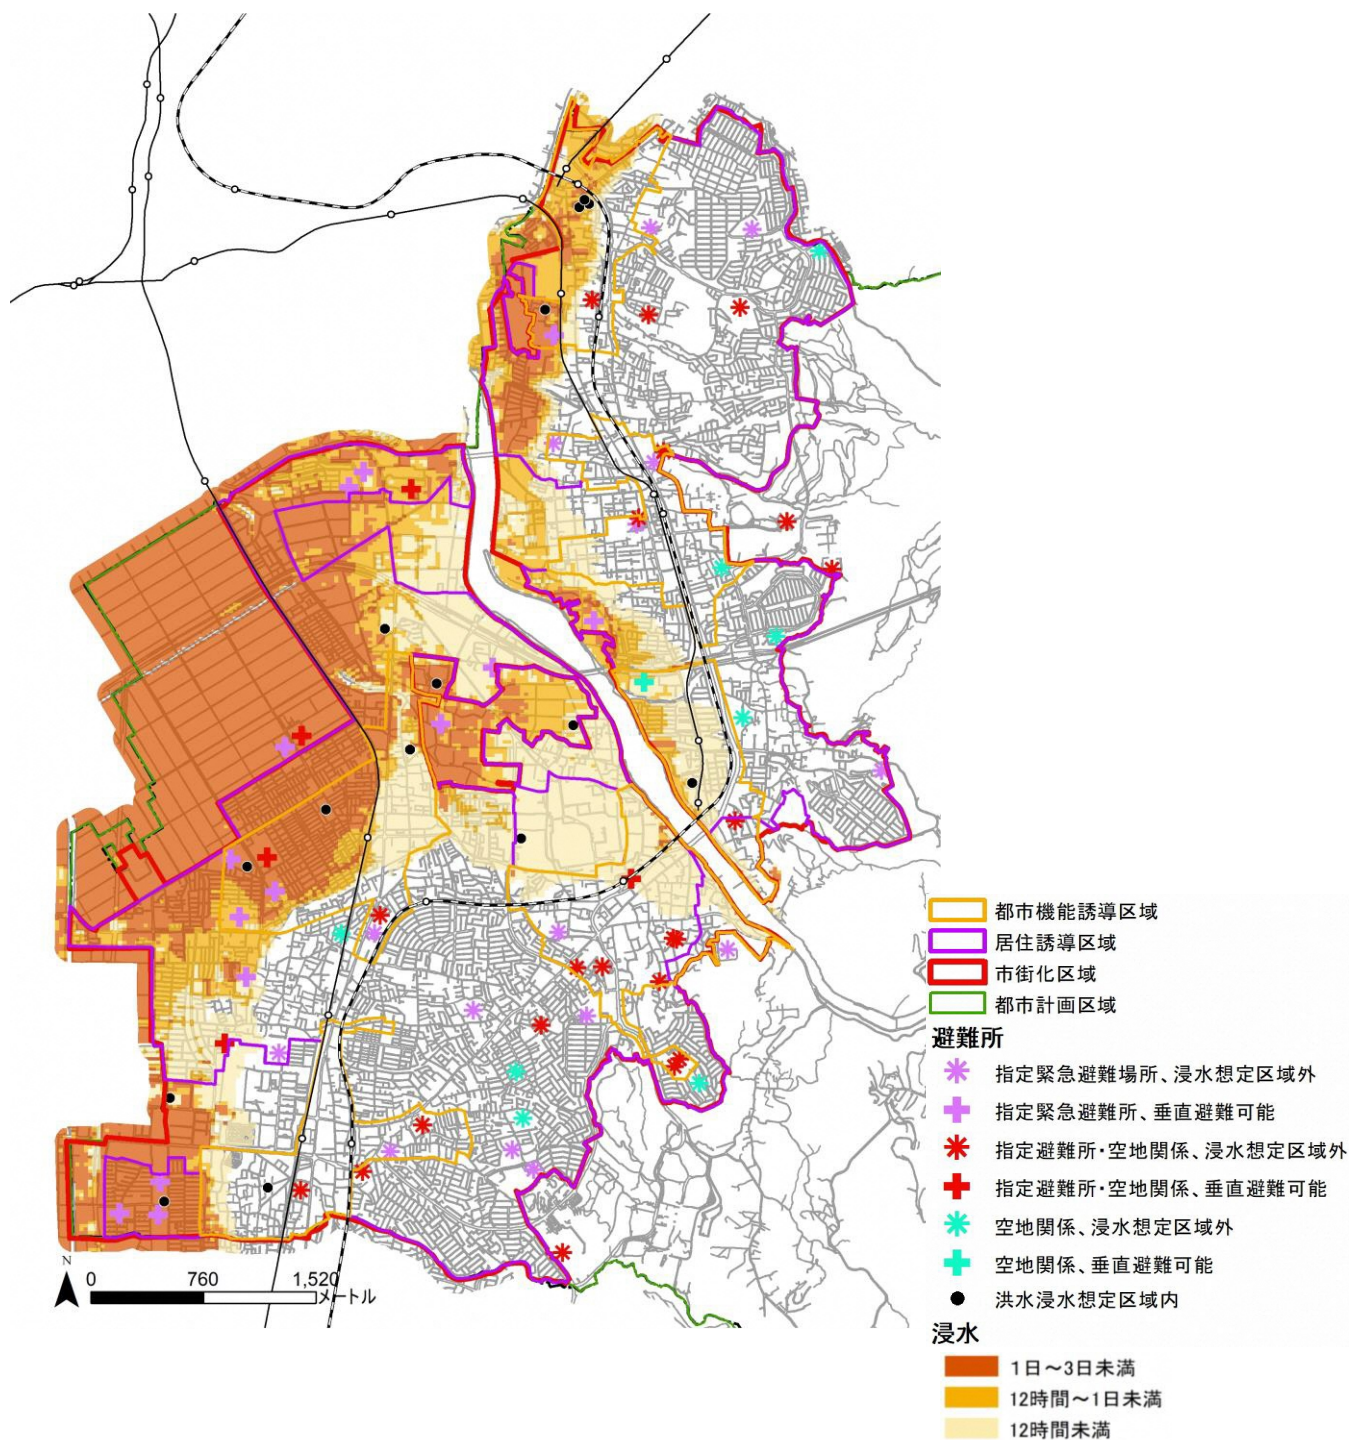 都市機能誘導区域
居住誘導区域
市街化区域
都市計画区域
避難所
指定緊急避難場所、浸水想定区域外
指定緊急避難所、垂直避難可能
指定避難所・空地関係、浸水想定区域外
指定避難所・空地関係、垂直避難可能
空地関係、浸水想定区域外
空地関係、垂直避難可能
洪水浸水想定区域内
浸水
1日～3日未満
12時間～1日未満
12時間未満
N
0 760 1,520
メートル